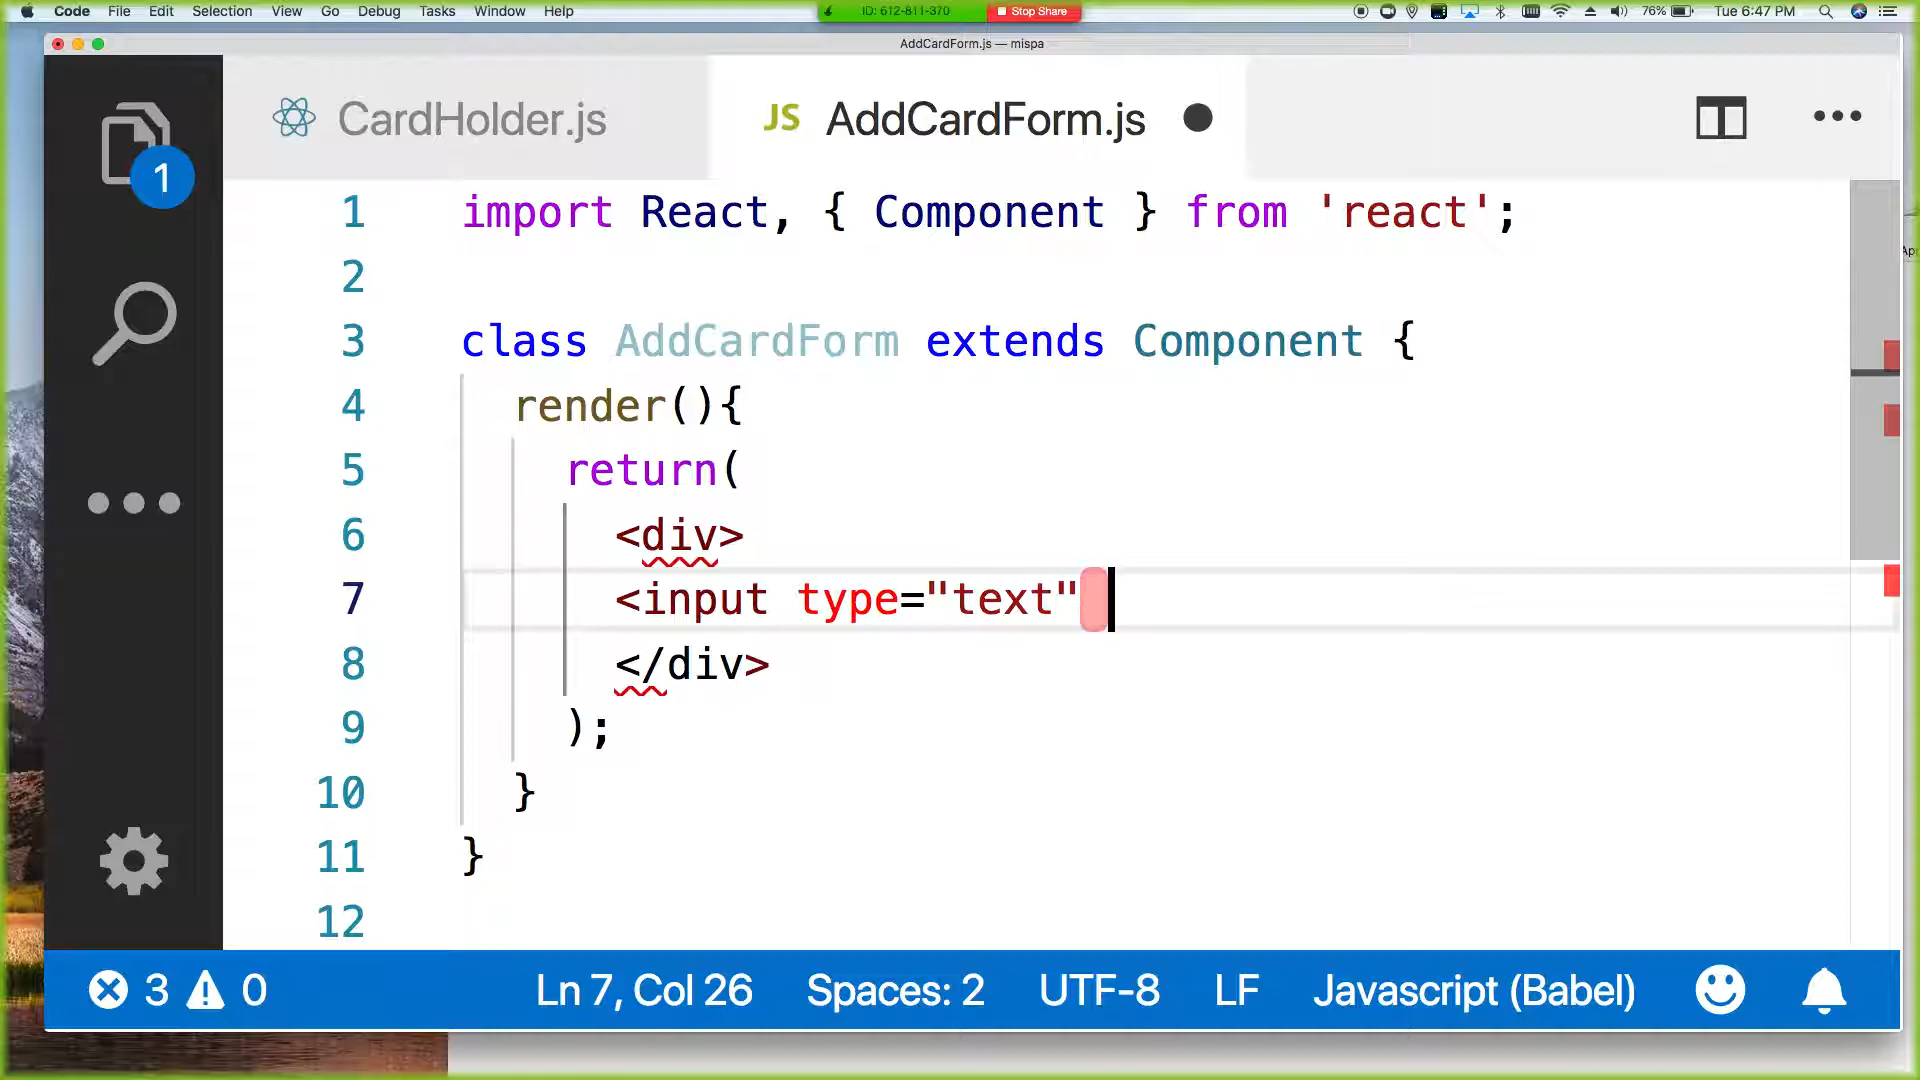 Code File Edit Selection View Go Debug Tasks Window Help ID: 612-811-370 Stop Share 76% Tue 6:47 PM
AddCardForm.js — mispa
CardHolder.js JS AddCardForm.js
1
1 import React, { Component } from 'react';
2
3 class AddCardForm extends Component {
4 render(){
5 return(
6 <div>
7 <input type="text"
8 </div>
9 );
10 }
11 }
12
3 0 Ln 7, Col 26 Spaces: 2 UTF-8 LF Javascript (Babel)